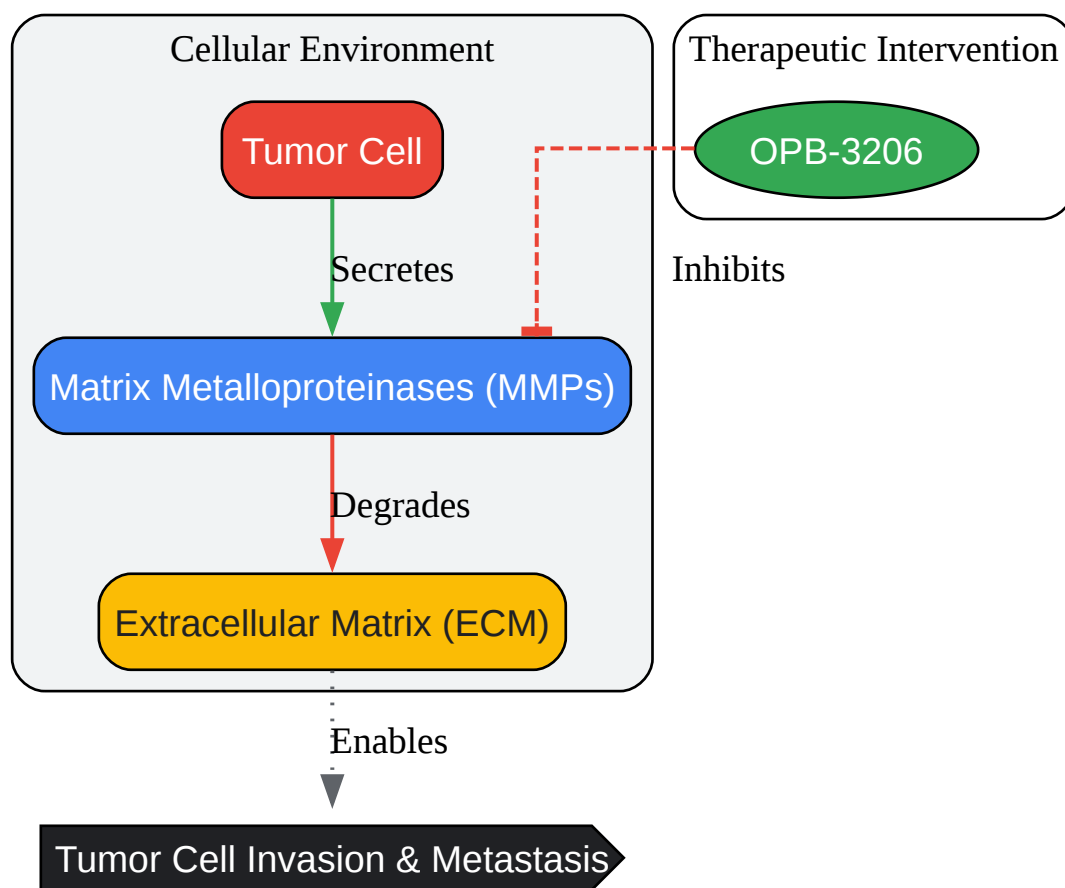 Cellular Environment
Therapeutic Intervention
Tumor Cell
OPB-3206
Secretes
Inhibits
Matrix Metalloproteinases (MMPs)
Degrades
Extracellular Matrix (ECM)
Enables
Tumor Cell Invasion & Metastasis